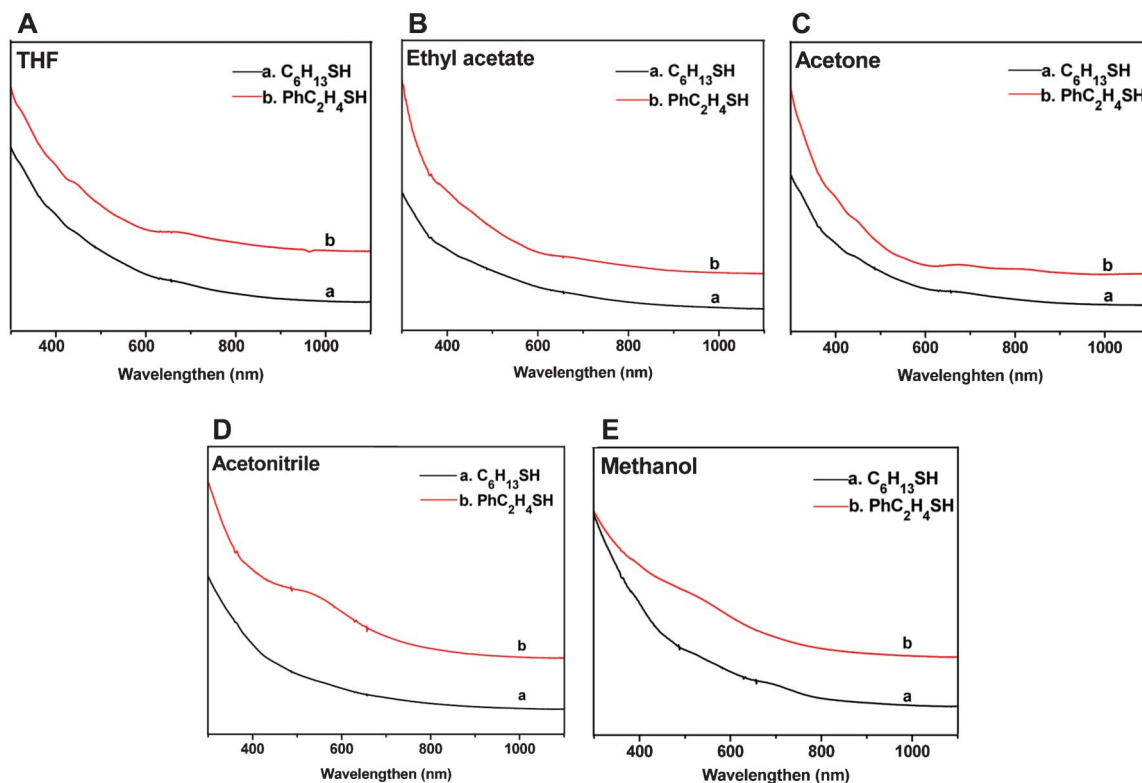 A
THF
a. C₆H₁₃SH
b. PhC₂H₄SH
b
a
400 600 800 1000
Wavelengthen (nm)
B
Ethyl acetate
a. C₆H₁₃SH
b. PhC₂H₄SH
b
a
400 600 800 1000
Wavelengthen (nm)
C
Acetone
a. C₆H₁₃SH
b. PhC₂H₄SH
b
a
400 600 800 1000
Wavelenghten (nm)
D
Acetonitrile
a. C₆H₁₃SH
b. PhC₂H₄SH
b
a
400 600 800 1000
Wavelengthen (nm)
E
Methanol
a. C₆H₁₃SH
b. PhC₂H₄SH
b
a
400 600 800 1000
Wavelengthen (nm)